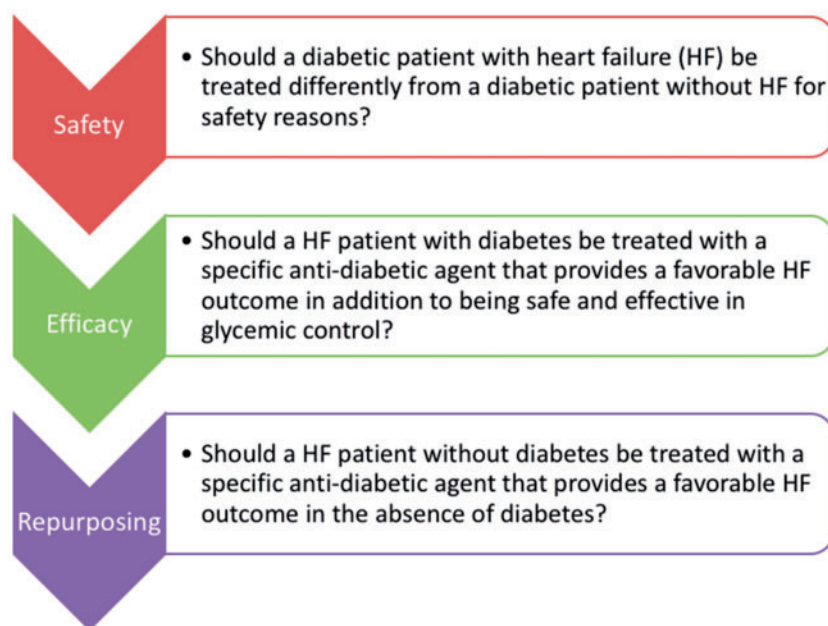 Safety
• Should a diabetic patient with heart failure (HF) be
treated differently from a diabetic patient without HF for
safety reasons?
Efficacy
• Should a HF patient with diabetes be treated with a
specific anti-diabetic agent that provides a favorable HF
outcome in addition to being safe and effective in
glycemic control?
Repurposing
• Should a HF patient without diabetes be treated with a
specific anti-diabetic agent that provides a favorable HF
outcome in the absence of diabetes?